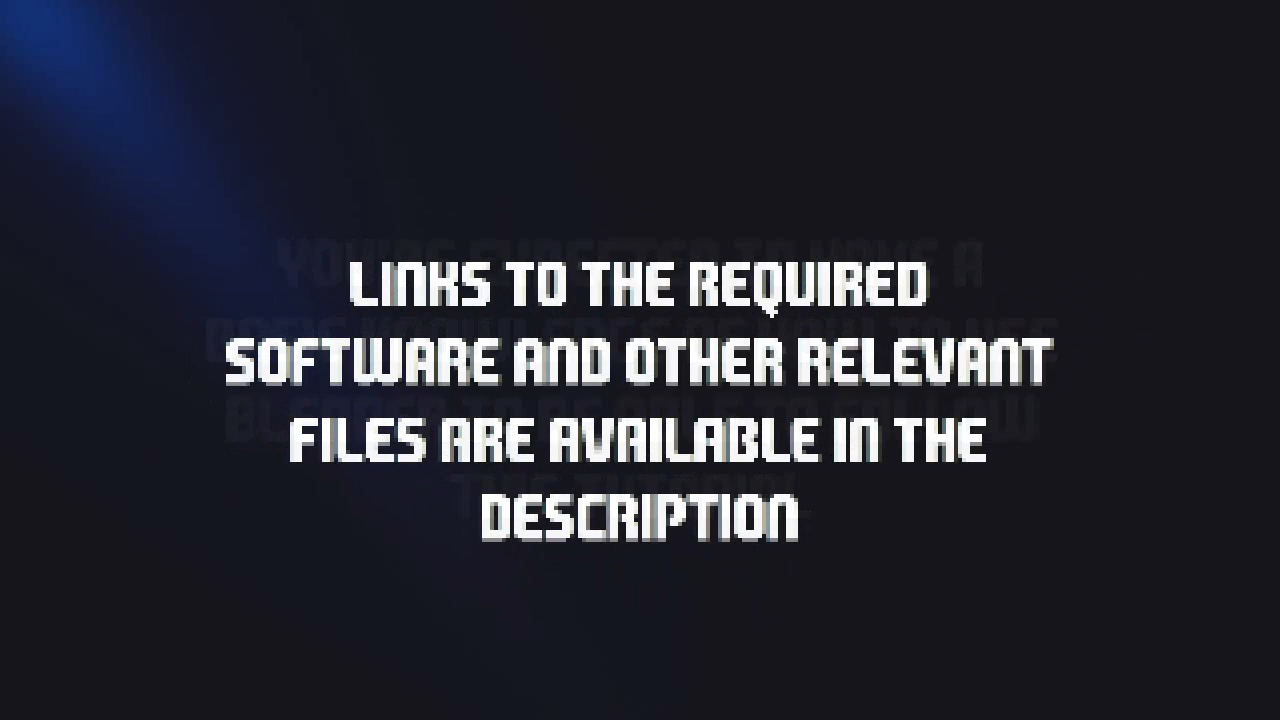 LINKS TO THE REQUIRED
SOFTWARE AND OTHER RELEVANT
FILES ARE AVAILABLE IN THE
DESCRIPTION